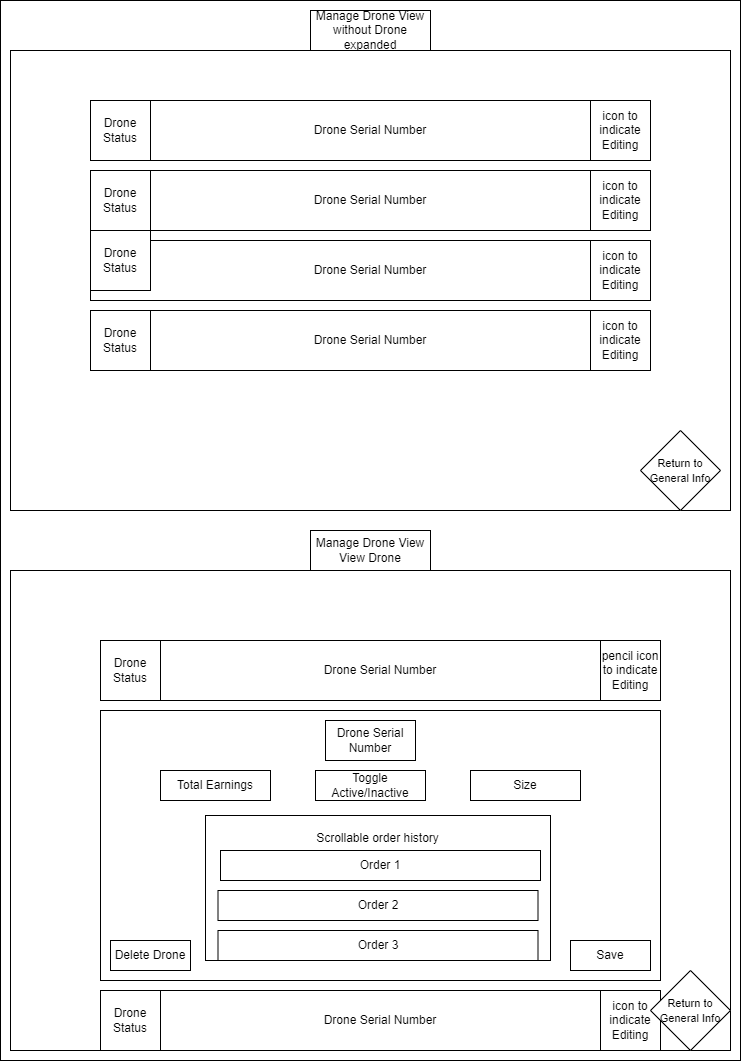 Manage Drone View
without Drone
expanded
Drone
Status
Drone Serial Number
icon to
indicate
Editing
Drone
Status
Drone Serial Number
icon to
indicate
Editing
Drone
Status
Drone Serial Number
icon to
indicate
Editing
Drone
Status
Drone Serial Number
icon to
indicate
Editing
Return to
General Info
Manage Drone View
View Drone
Drone
Status
Drone Serial Number
pencil icon
to indicate
Editing
Drone Serial
Number
Total Earnings
Toggle
Active/Inactive
Size
Scrollable order history
Order 1
Order 2
Order 3
Delete Drone
Save
Drone
Status
Drone Serial Number
icon to
indicate
Editing
Return to
General Info